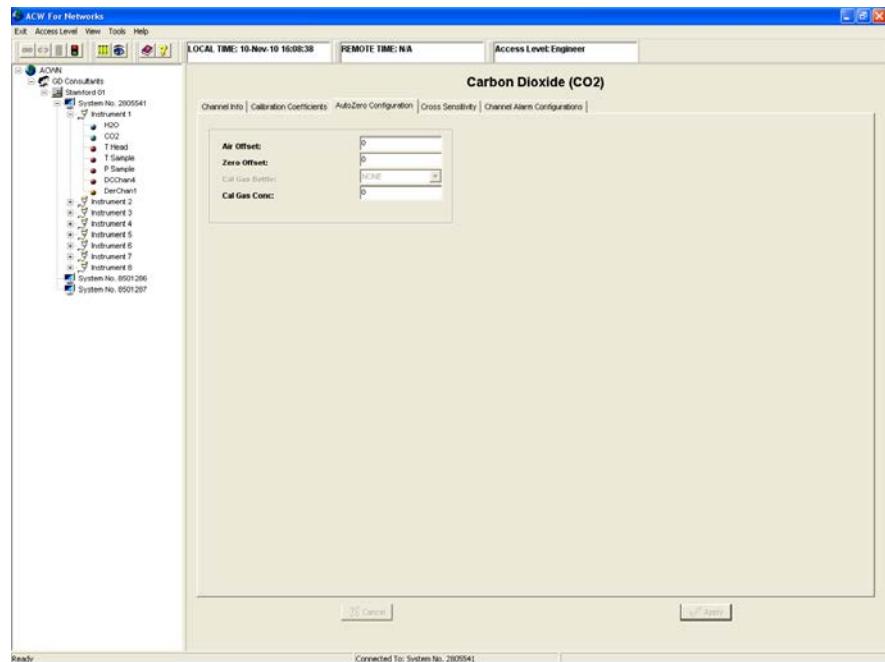 ACW For Networks
Exit Access Level View Tools Help
LOCAL TIME: 10-Nov-10 16:08:38 REMOTE TIME: N/A Access Level: Engineer
ACWN
GD Consultants
Stamford 01
System No. 2805541
Instrument 1
H2O
CO2
T Head
T Sample
P Sample
DCChan4
DerChan1
Instrument 2
Instrument 3
Instrument 4
Instrument 5
Instrument 6
Instrument 7
Instrument 8
System No. 8501286
System No. 8501287
Carbon Dioxide (CO2)
Channel Info Calibration Coefficients AutoZero Configuration Cross Sensitivity Channel Alarm Configurations
Air Offset: 0
Zero Offset: 0
Cal Gas Bottle: NONE
Cal Gas Conc: 0
Cancel Apply
Ready Connected To: System No. 2805541